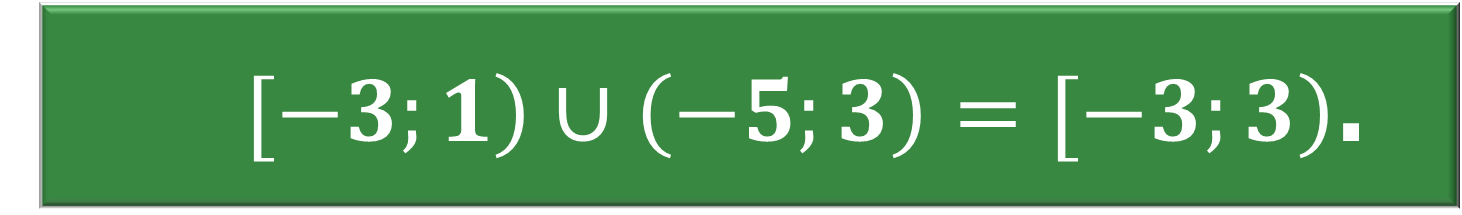 [−3; 1) ∪ (−5; 3) = [−3; 3).